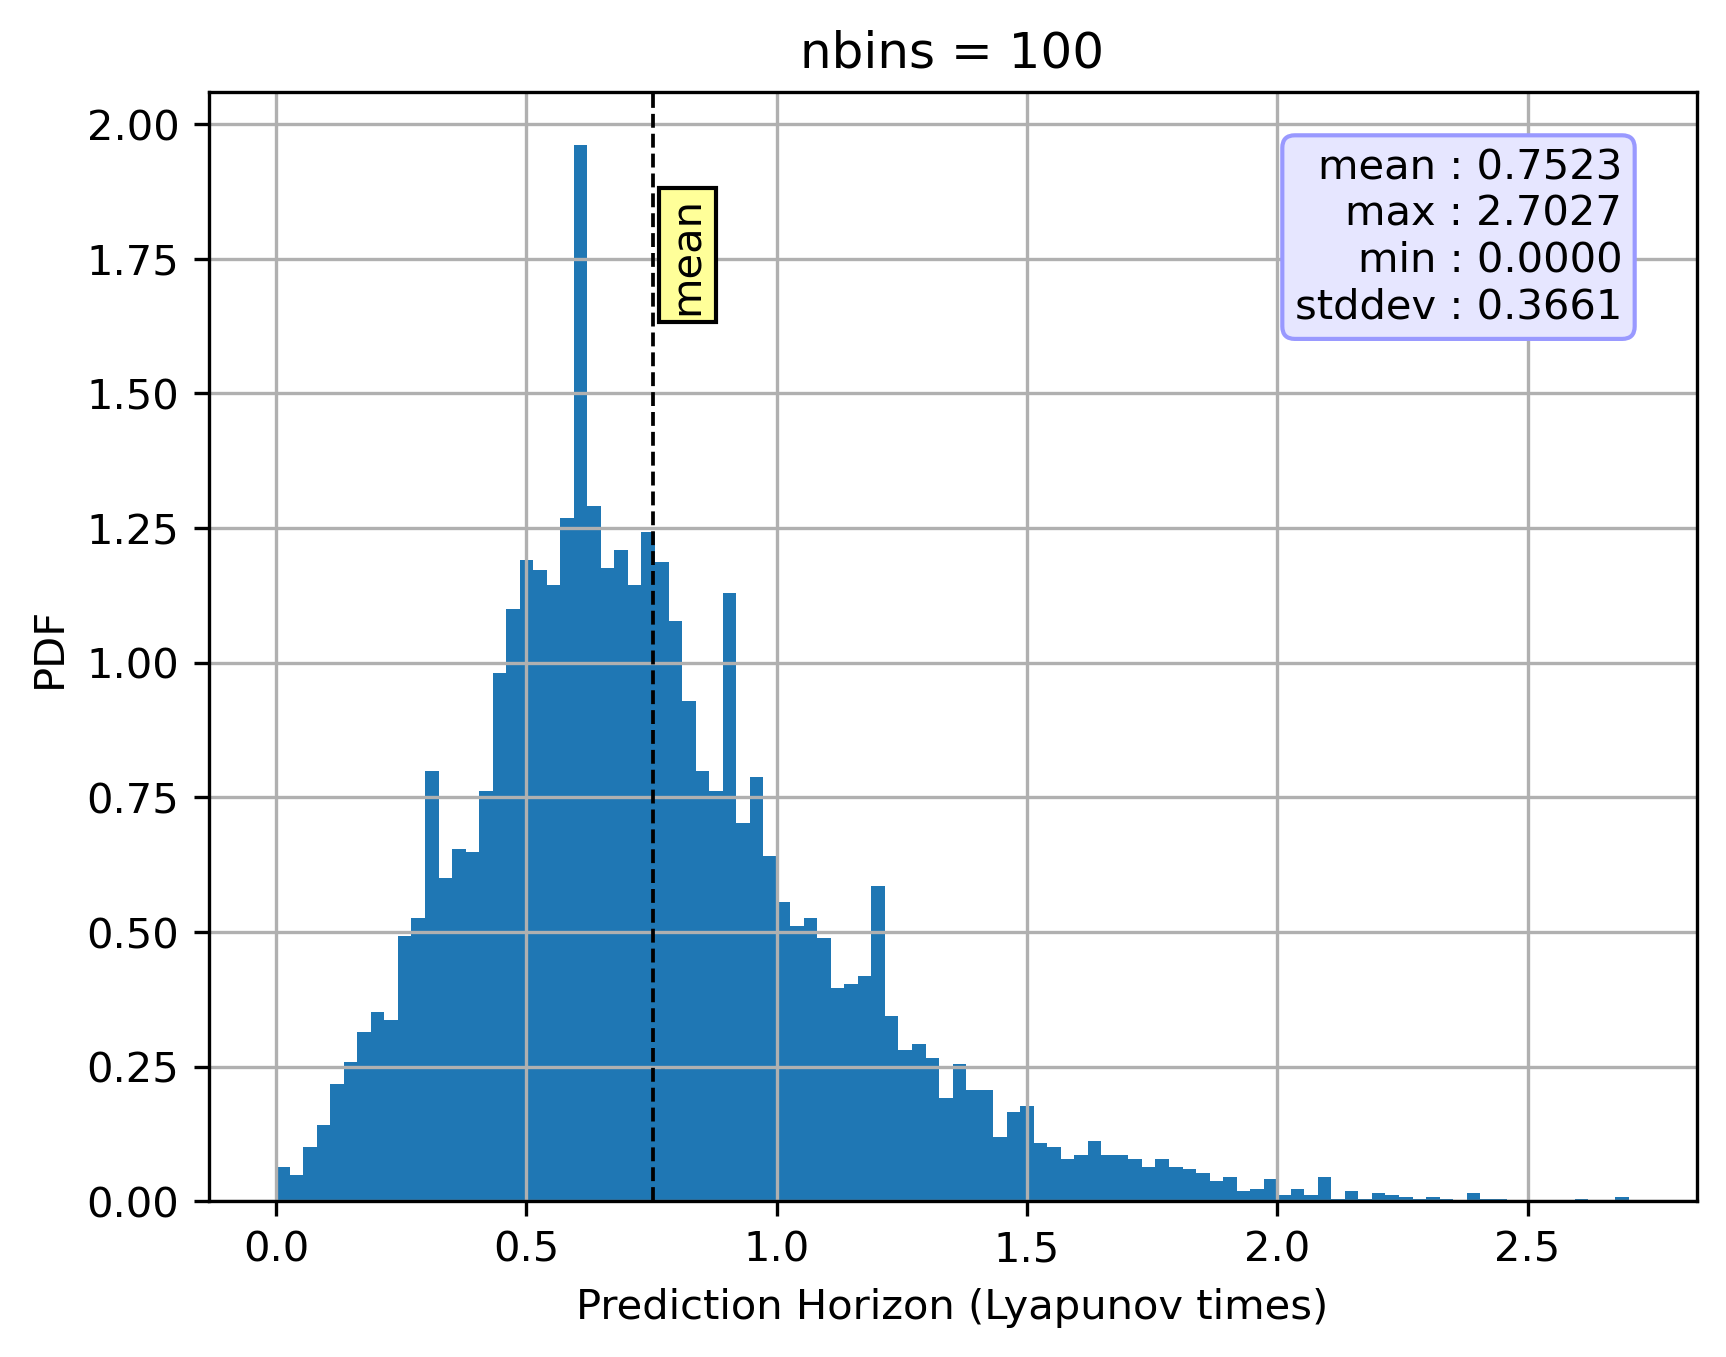 nbins = 100
2.00
1.75
1.50
1.25
1.00
0.75
0.50
0.25
0.00
PDF
mean
mean : 0.7523
max : 2.7027
min : 0.0000
stddev : 0.3661
0.0 0.5 1.0 1.5 2.0 2.5
Prediction Horizon (Lyapunov times)